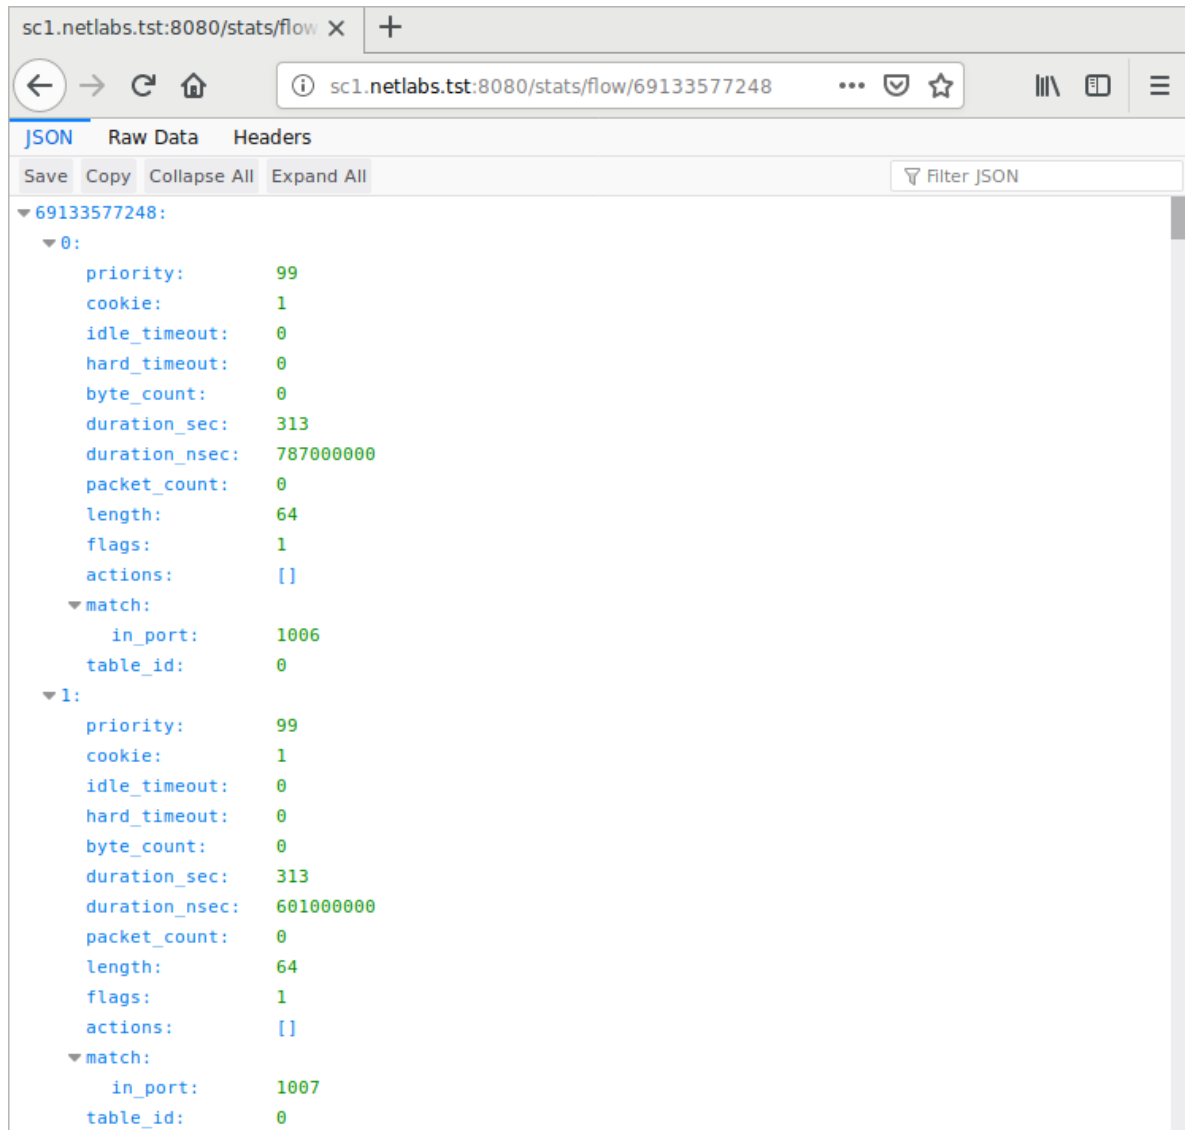 sc1.netlabs.tst:8080/stats/flow
sc1.netlabs.tst:8080/stats/flow/69133577248
JSON Raw Data Headers
Save Copy Collapse All Expand All Filter JSON
69133577248:
0:
priority: 99
cookie: 1
idle_timeout: 0
hard_timeout: 0
byte_count: 0
duration_sec: 313
duration_nsec: 787000000
packet_count: 0
length: 64
flags: 1
actions: []
match:
in_port: 1006
table_id: 0
1:
priority: 99
cookie: 1
idle_timeout: 0
hard_timeout: 0
byte_count: 0
duration_sec: 313
duration_nsec: 601000000
packet_count: 0
length: 64
flags: 1
actions: []
match:
in_port: 1007
table_id: 0